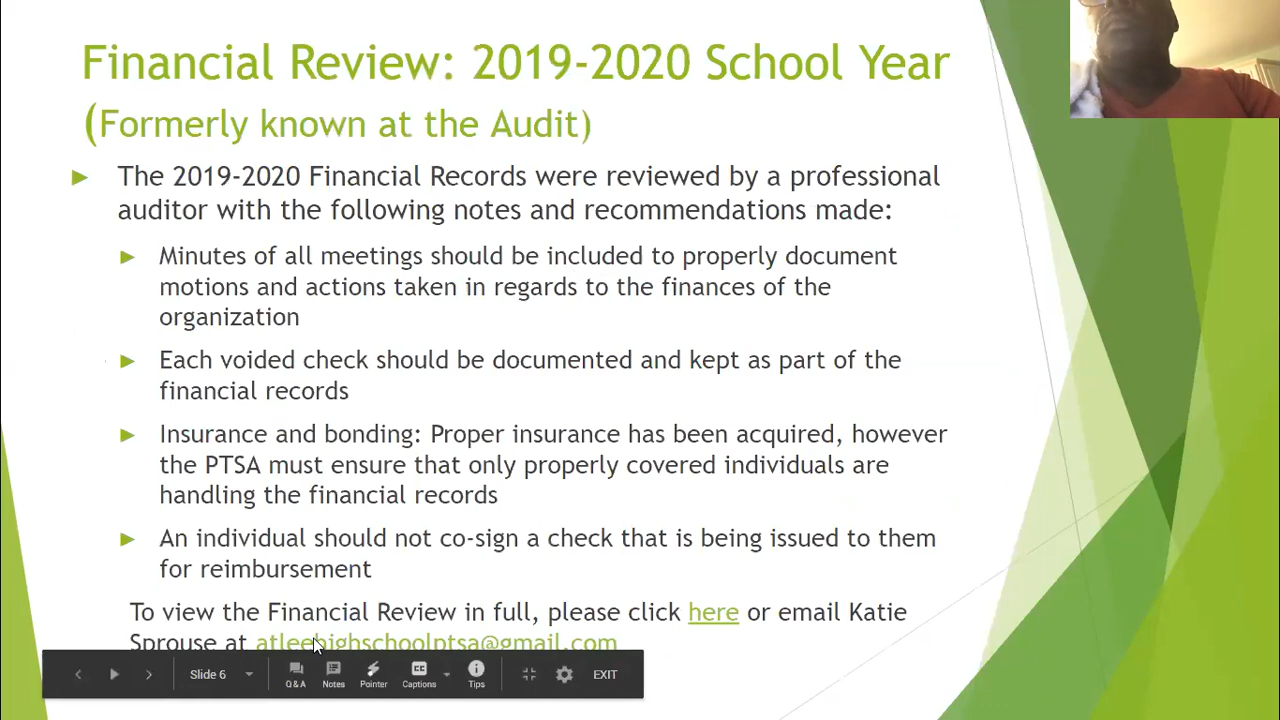 Financial Review: 2019-2020 School Year
(Formerly known at the Audit)
The 2019-2020 Financial Records were reviewed by a professional
auditor with the following notes and recommendations made:
Minutes of all meetings should be included to properly document
motions and actions taken in regards to the finances of the
organization
Each voided check should be documented and kept as part of the
financial records
Insurance and bonding: Proper insurance has been acquired, however
the PTSA must ensure that only properly covered individuals are
handling the financial records
An individual should not co-sign a check that is being issued to them
for reimbursement
To view the Financial Review in full, please click here or email Katie
Sprouse at atleehighschoolptsa@gmail.com
Slide 6
Q & A
Notes
Pointer
CC
Captions
Tips
EXIT